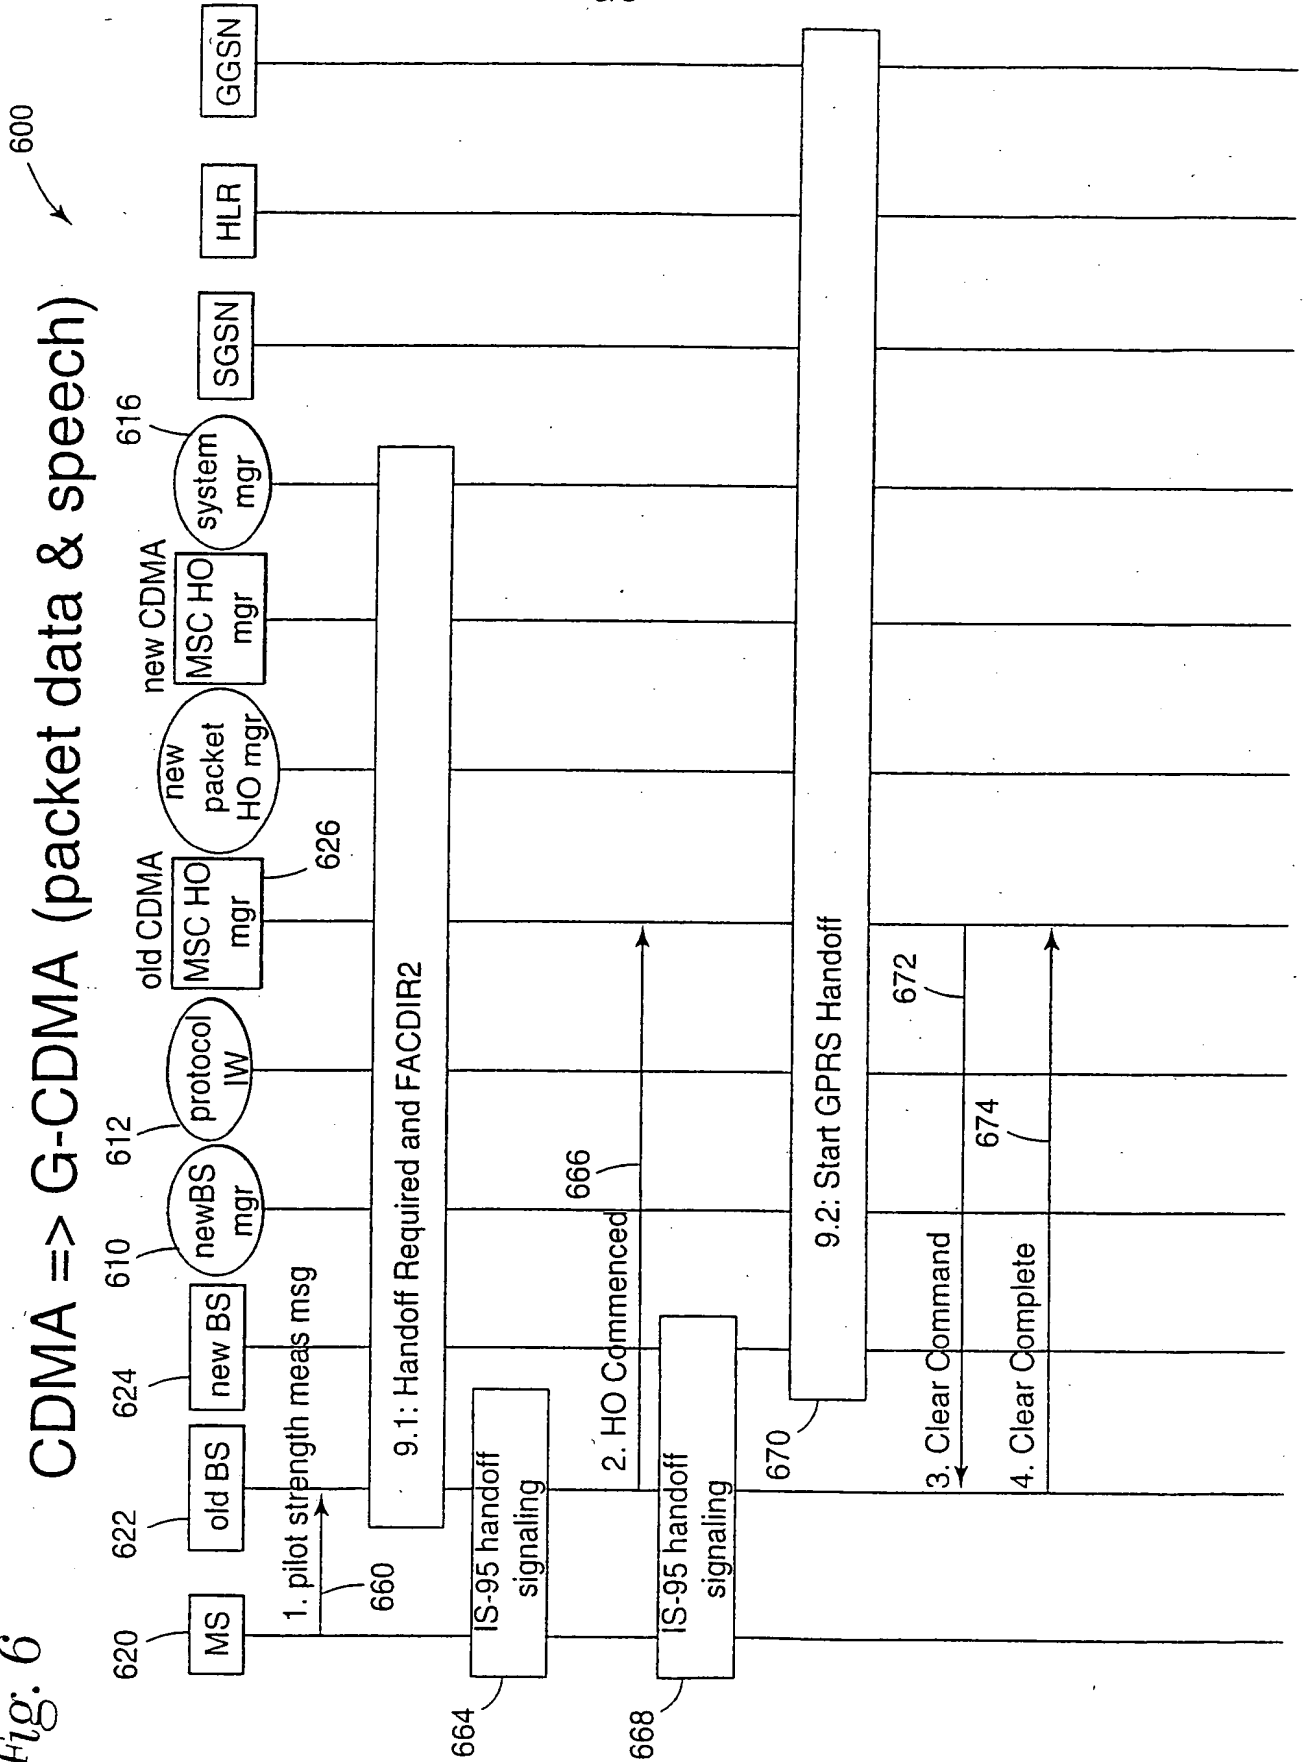 Fig. 6
CDMA => G-CDMA (packet data & speech)
600
620
MS
622
old BS
624
new BS
610
newBS
mgr
612
protocol
IW
old CDMA
MSC HO
mgr
626
new
packet
HO mgr
new CDMA
MSC HO
mgr
616
system
mgr
SGSN
HLR
GGSN
1. pilot strength meas msg
660
9.1: Handoff Required and FACDIR2
664
IS-95 handoff
signaling
2. HO Commenced
666
668
IS-95 handoff
signaling
670
9.2: Start GPRS Handoff
3. Clear Command
672
4. Clear Complete
674